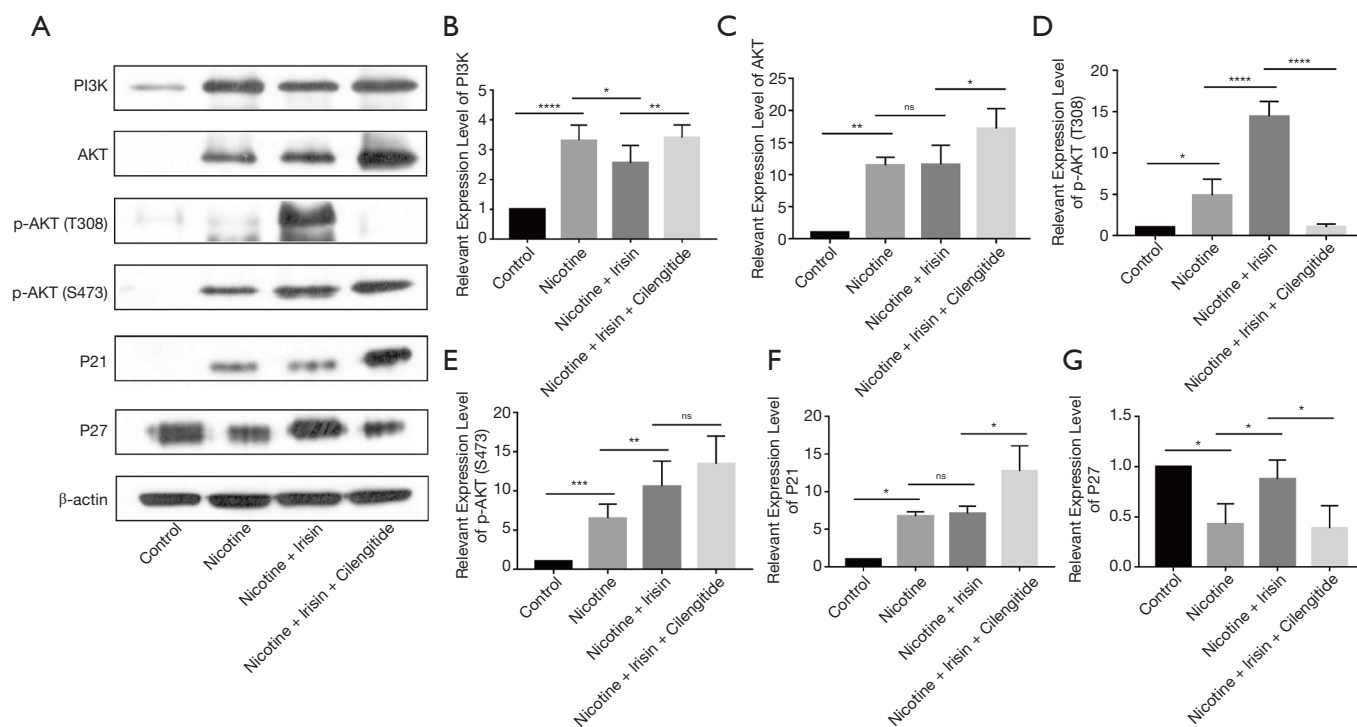 A
PI3K
AKT
p-AKT (T308)
p-AKT (S473)
P21
P27
β-actin
Control
Nicotine
Nicotine + Irisin
Nicotine + Irisin + Cilengitide
B
Relevant Expression Level of PI3K
5
4
3
2
1
0
****
*
**
Control
Nicotine
Nicotine + Irisin
Nicotine + Irisin + Cilengitide
C
Relevant Expression Level of AKT
25
20
15
10
5
0
**
ns
*
Control
Nicotine
Nicotine + Irisin
Nicotine + Irisin + Cilengitide
D
Relevant Expression Level
of p-AKT (T308)
20
15
10
5
0
*
****
****
Control
Nicotine
Nicotine + Irisin
Nicotine + Irisin + Cilengitide
E
Relevant Expression Level
of p-AKT (S473)
20
15
10
5
0
***
**
ns
Control
Nicotine
Nicotine + Irisin
Nicotine + Irisin + Cilengitide
F
Relevant Expression Level
of P21
20
15
10
5
0
*
ns
*
Control
Nicotine
Nicotine + Irisin
Nicotine + Irisin + Cilengitide
G
Relevant Expression Level
of P27
1.5
1.0
0.5
0.0
*
*
*
Control
Nicotine
Nicotine + Irisin
Nicotine + Irisin + Cilengitide